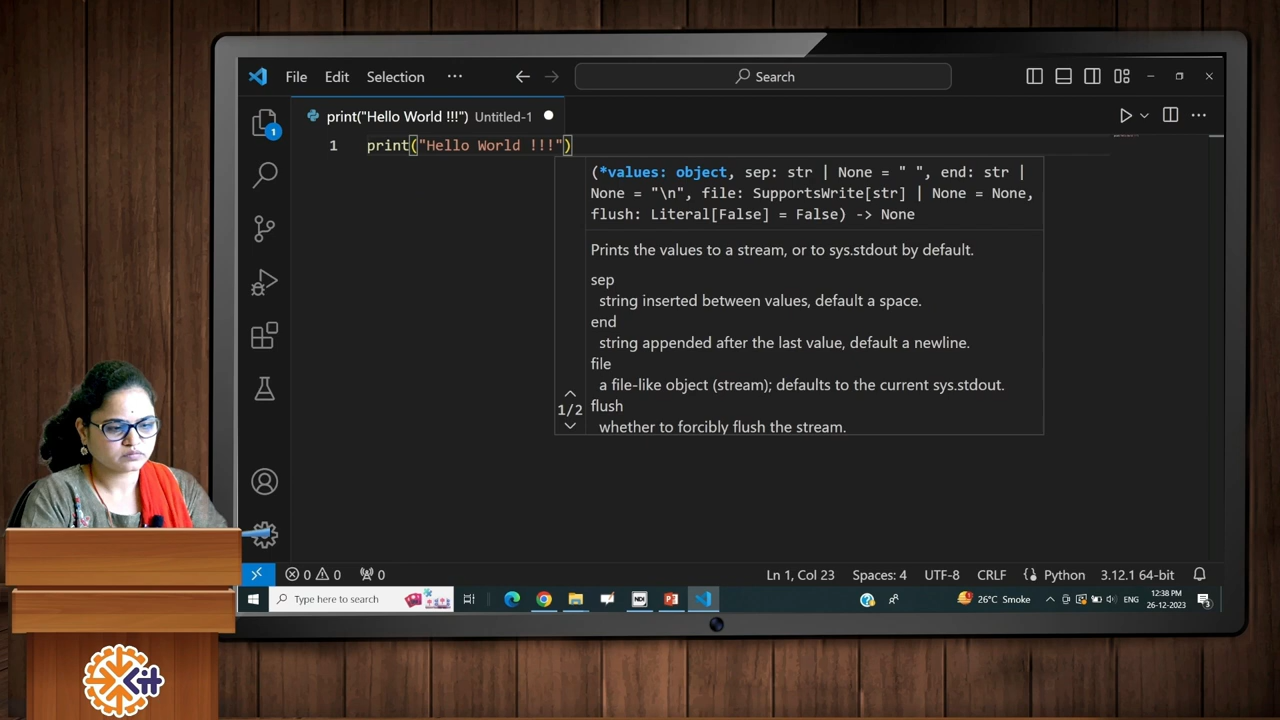 File Edit Selection ··· Search
print("Hello World !!!") Untitled-1
1 print("Hello World !!!")
(*values: object, sep: str | None = " ", end: str |
None = "\n", file: SupportsWrite[str] | None = None,
flush: Literal[False] = False) -> None
Prints the values to a stream, or to sys.stdout by default.
sep
string inserted between values, default a space.
end
string appended after the last value, default a newline.
file
a file-like object (stream); defaults to the current sys.stdout.
1/2
flush
whether to forcibly flush the stream.
1
0 0 0 Ln 1, Col 23 Spaces: 4 UTF-8 CRLF Python 3.12.1 64-bit
Type here to search NDI 26°C Smoke ENG 12:38 PM
26-12-2023
3
Kit